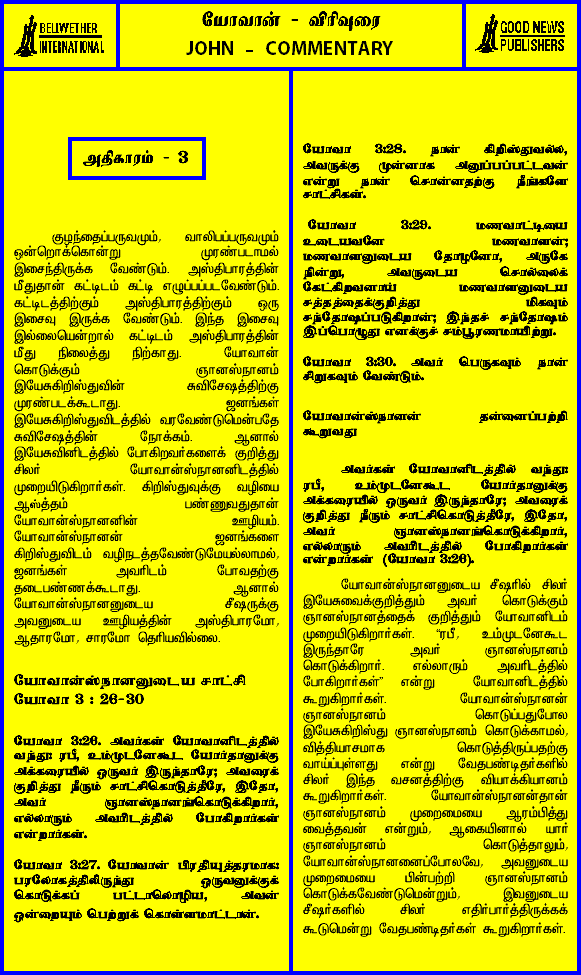 BELWETHER
INTERNATIONAL
யோவான் - விரிவுரை
JOHN - COMMENTARY
GOOD NEWS
PUBLISHERS
அதிகாரம் - 3
குழந்தைப்பருவமும், வாலிபப்பருவமும்
ஒன்றொக்கொன்று முரண்படாமல்
இசைந்திருக்க வேண்டும். அஸ்திபாரத்தின்
மீதுதான் கட்டிடம் கட்டி எழுப்பப்படவேண்டும்.
கட்டிடத்திற்கும் அஸ்திபாரத்திற்கும் ஒரு
இசைவு இருக்க வேண்டும். இந்த இசைவு
இல்லையென்றால் கட்டிடம் அஸ்திபாரத்தின்
மீது நிலைத்து நிற்காது. யோவான்
கொடுக்கும் ஞானஸ்நானம்
இயேசுகிறிஸ்துவின் சுவிசேஷத்திற்கு
முரண்படக்கூடாது. ஜனங்கள்
இயேசுகிறிஸ்துவிடத்தில் வரவேண்டுமென்பதே
சுவிசேஷத்தின் நோக்கம். ஆனால்
இயேசுவினிடத்தில் போகிறவர்களைக் குறித்து
சிலர் யோவான்ஸ்நானனிடத்தில்
முறையிடுகிறார்கள். கிறிஸ்துவுக்கு வழியை
ஆஸ்த்தம் பண்ணுவதுதான்
யோவான்ஸ்நானனின் ஊழியம்.
யோவான்ஸ்நானன் ஜனங்களை
கிறிஸ்துவிடம் வழிநடத்தவேண்டுமேயல்லாமல்,
ஜனங்கள் அவரிடம் போவதற்கு
தடைபண்ணக்கூடாது. ஆனால்
யோவான்ஸ்நானனுடைய சீஷருக்கு
அவனுடைய ஊழியத்தின் அஸ்திபாரமோ,
ஆதாரமோ, சாரமோ தெரியவில்லை.
யோவான்ஸ்நானனுடைய சாட்சி
யோவா 3 : 26-30
யோவா 3:26. அவர்கள் யோவானிடத்தில்
வந்து: ரபீ, உம்முடனேகூட யோர்தானுக்கு
அக்கரையில் ஒருவர் இருந்தாரே; அவரைக்
குறித்து நீரும் சாட்சிகொடுத்தீரே, இதோ,
அவர் ஞானஸ்நானங்கொடுக்கிறார்,
எல்லாரும் அவரிடத்தில் போகிறார்கள்
என்றார்கள்.
யோவா 3:27. யோவான் பிரதியுத்தரமாக:
பரலோகத்திலிருந்து ஒருவனுக்குக்
கொடுக்கப் பட்டாலொழிய, அவன்
ஒன்றையும் பெற்றுக் கொள்ளமாட்டான்.
யோவா 3:28. நான் கிறிஸ்துவல்ல,
அவருக்கு முன்னாக அனுப்பப்பட்டவன்
என்று நான் சொன்னதற்கு நீங்களே
சாட்சிகள்.
யோவா 3:29. மணவாட்டியை
உடையவனே மணவாளன்;
மணவாளனுடைய தோழனோ, அருகே
நின்று, அவருடைய சொல்லைக்
கேட்கிறவனாய் மணவாளனுடைய
சத்தத்தைக்குறித்து மிகவும்
சந்தோஷப்படுகிறான்; இந்தச் சந்தோஷம்
இப்பொழுது எனக்குச் சம்பூரணமாயிற்று.
யோவா 3:30. அவர் பெருகவும் நான்
சிறுகவும் வேண்டும்.
யோவான்ஸ்நானன் தன்னைப்பற்றி
கூறுவது
அவர்கள் யோவானிடத்தில் வந்து:
ரபீ, உம்முடனேகூட யோர்தானுக்கு
அக்கரையில் ஒருவர் இருந்தாரே; அவரைக்
குறித்து நீரும் சாட்சிகொடுத்தீரே, இதோ,
அவர் ஞானஸ்நானங்கொடுக்கிறார்,
எல்லாரும் அவரிடத்தில் போகிறார்கள்
என்றார்கள் (யோவா 3:26).
யோவான்ஸ்நானனுடைய சீஷரில் சிலர்
இயேசுவைக்குறித்தும் அவர் கொடுக்கும்
ஞானஸ்நானத்தைக் குறித்தும் யோவானிடம்
முறையிடுகிறார்கள். “ரபீ, உம்முடனேகூட
இருந்தாரே அவர் ஞானஸ்நானம்
கொடுக்கிறார். எல்லாரும் அவரிடத்தில்
போகிறார்கள்” என்று யோவானிடத்தில்
கூறுகிறார்கள். யோவான்ஸ்நானன்
ஞானஸ்நானம் கொடுப்பதுபோல
இயேசுகிறிஸ்து ஞானஸ்நானம் கொடுக்காமல்,
வித்தியாசமாக கொடுத்திருப்பதற்கு
வாய்ப்புள்ளது என்று வேதபண்டிதர்களில்
சிலர் இந்த வசனத்திற்கு வியாக்கியானம்
கூறுகிறார்கள். யோவான்ஸ்நானன்தான்
ஞானஸ்நானம் முறைமையை ஆரம்பித்து
வைத்தவன் என்றும், ஆகையினால் யார்
ஞானஸ்நானம் கொடுத்தாலும்,
யோவான்ஸ்நானனைப்போலவே, அவனுடைய
முறைமையை பின்பற்றி ஞானஸ்நானம்
கொடுக்கவேண்டுமென்றும், இவனுடைய
சீஷர்களில் சிலர் எதிர்பார்த்திருக்கக்
கூடுமென்று வேதபண்டிதர்கள் கூறுகிறார்கள்.